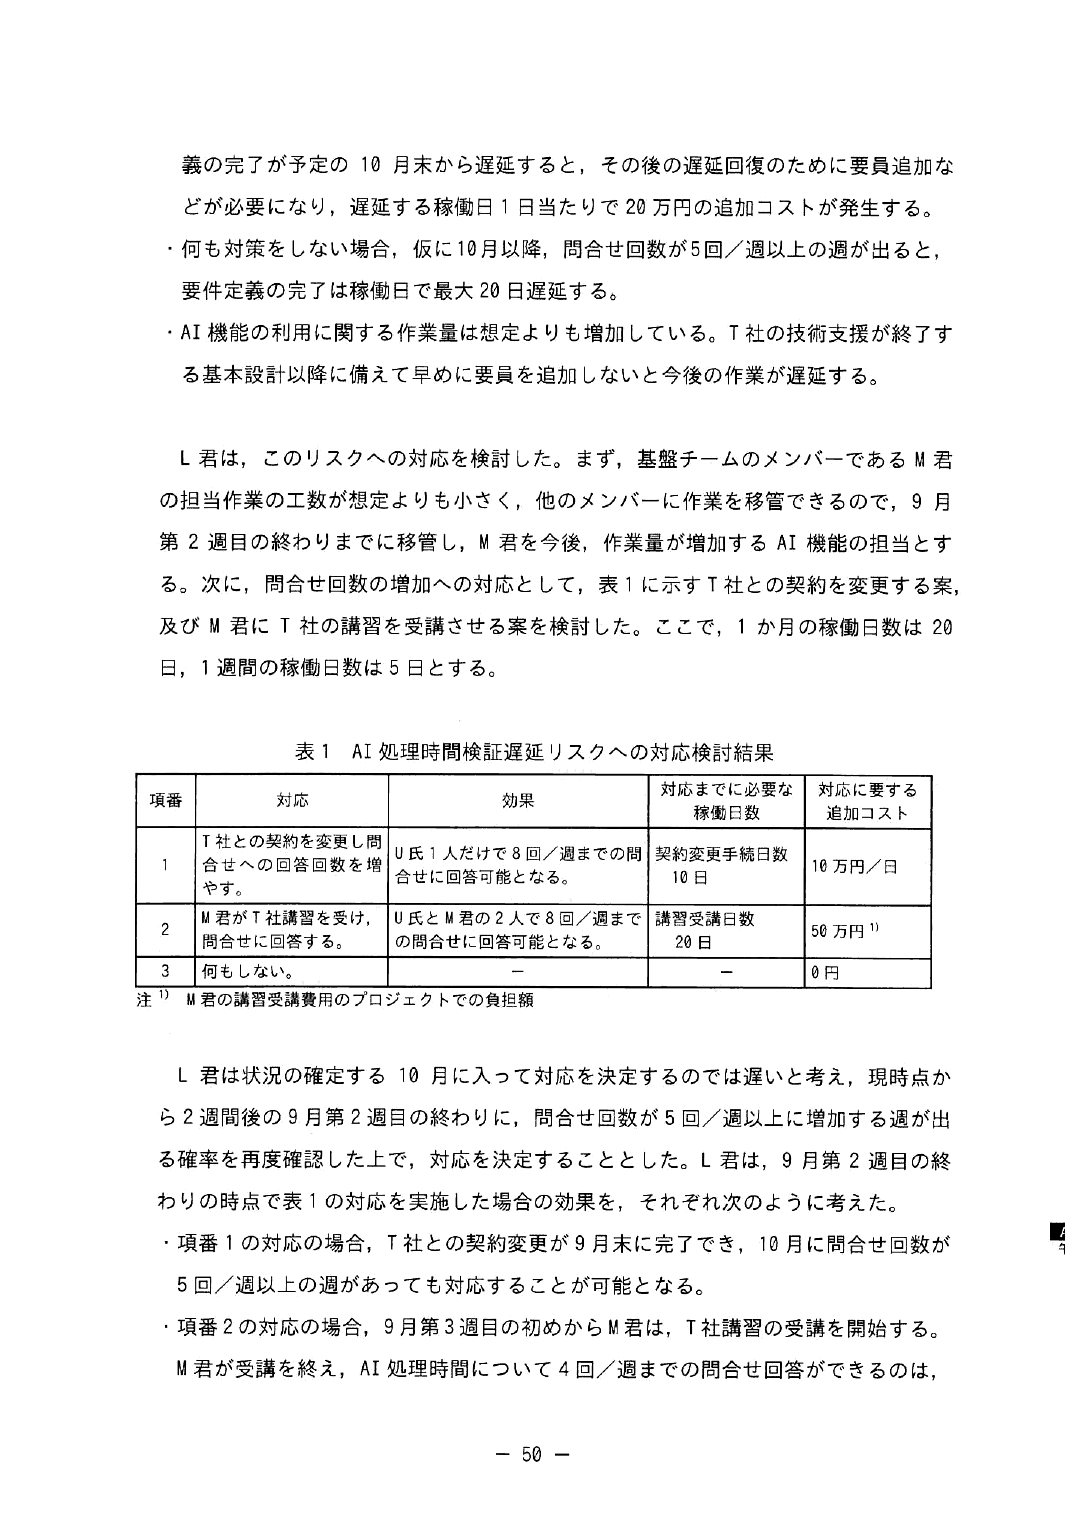 義の完了が予定の 10 月末から遅延すると，その後の遅延回復のために要員追加な
どが必要になり，遅延する稼働日 1 日当たりで 20 万円の追加コストが発生する。
・何も対策をしない場合，仮に10月以降，問合せ回数が5回／週以上の週が出ると，
要件定義の完了は稼働日で最大 20 日遅延する。
・AI 機能の利用に関する作業量は想定よりも増加している。T 社の技術支援が終了す
る基本設計以降に備えて早めに要員を追加しないと今後の作業が遅延する。
L 君は，このリスクへの対応を検討した。まず，基盤チームのメンバーである M 君
の担当作業の工数が想定よりも小さく，他のメンバーに作業を移管できるので，9 月
第 2 週目の終わりまでに移管し，M 君を今後，作業量が増加する AI 機能の担当とす
る。次に，問合せ回数の増加への対応として，表 1 に示す T 社との契約を変更する案，
及び M 君に T 社の講習を受講させる案を検討した。ここで，1 か月の稼働日数は 20
日，1 週間の稼働日数は 5 日とする。
表 1　AI 処理時間検証遅延リスクへの対応検討結果
項番　対応　効果　対応までに必要な稼働日数　対応に要する追加コスト
1　T 社との契約を変更し問合せへの回答回数を増やす。　U 氏 1 人だけで 8 回／週までの問合せに回答可能となる。　契約変更手続日数 10 日　10 万円／日
2　M 君が T 社講習を受け，問合せに回答する。　U 氏と M 君の 2 人で 8 回／週までの問合せに回答可能となる。　講習受講日数 20 日　50 万円 1)
3　何もしない。　－　－　0 円
注 1)　M 君の講習受講費用のプロジェクトでの負担額
L 君は状況の確定する 10 月に入って対応を決定するのでは遅いと考え，現時点か
ら 2 週間後の 9 月第 2 週目の終わりに，問合せ回数が 5 回／週以上に増加する週が出
る確率を再度確認した上で，対応を決定することとした。L 君は，9 月第 2 週目の終
わりの時点で表 1 の対応を実施した場合の効果を，それぞれ次のように考えた。
・項番 1 の対応の場合，T 社との契約変更が 9 月末に完了でき，10 月に問合せ回数が
5 回／週以上の週があっても対応することが可能となる。
・項番 2 の対応の場合，9 月第 3 週目の初めから M 君は，T 社講習の受講を開始する。
M 君が受講を終え，AI 処理時間について 4 回／週までの問合せ回答ができるのは，
－ 50 －